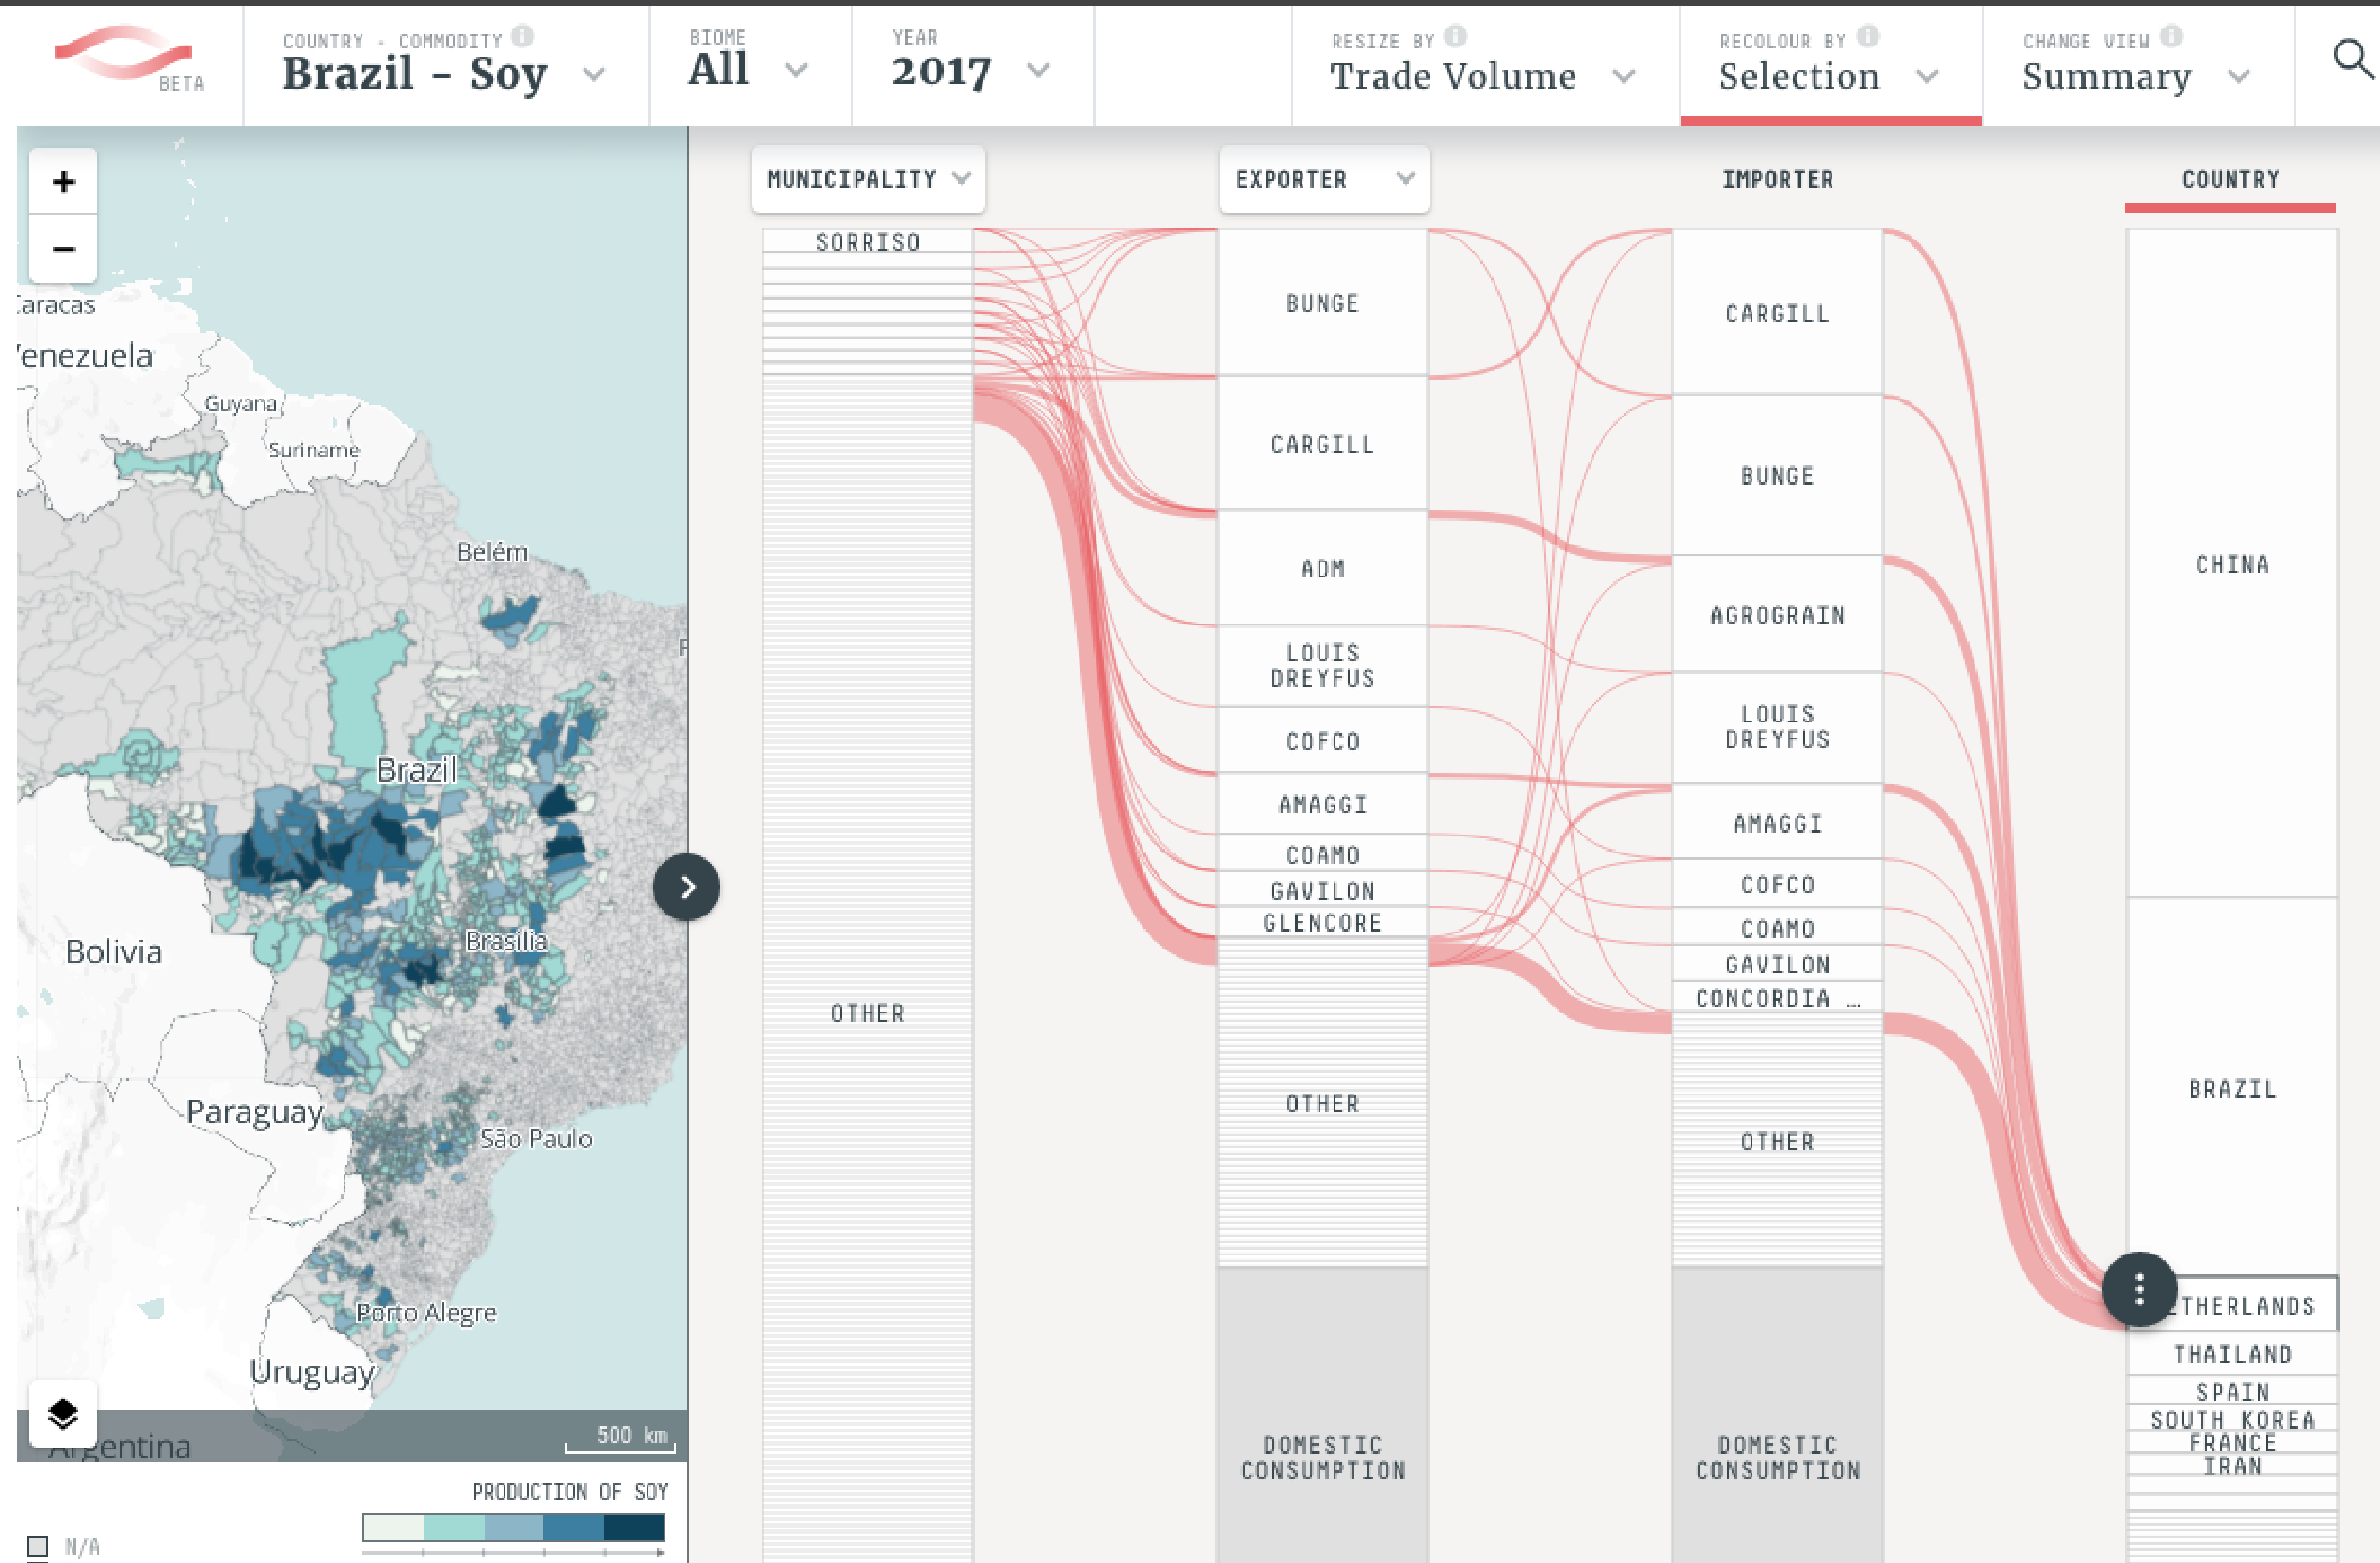 BETA
COUNTRY - COMMODITY
Brazil - Soy
BIOME
All
YEAR
2017
RESIZE BY
Trade Volume
RECOLOUR BY
Selection
CHANGE VIEW
Summary
+
−
Caracas
Venezuela
Guyana
Suriname
Belém
Brazil
Brasília
Bolivia
Paraguay
São Paulo
Porto Alegre
Uruguay
Argentina
500 km
PRODUCTION OF SOY
N/A
MUNICIPALITY
SORRISO
OTHER
EXPORTER
BUNGE
CARGILL
ADM
LOUIS
DREYFUS
COFCO
AMAGGI
COAMO
GAVILON
GLENCORE
OTHER
DOMESTIC
CONSUMPTION
IMPORTER
CARGILL
BUNGE
AGROGRAIN
LOUIS
DREYFUS
AMAGGI
COFCO
COAMO
GAVILON
CONCORDIA …
OTHER
DOMESTIC
CONSUMPTION
COUNTRY
CHINA
BRAZIL
ETHERLANDS
THAILAND
SPAIN
SOUTH KOREA
FRANCE
IRAN